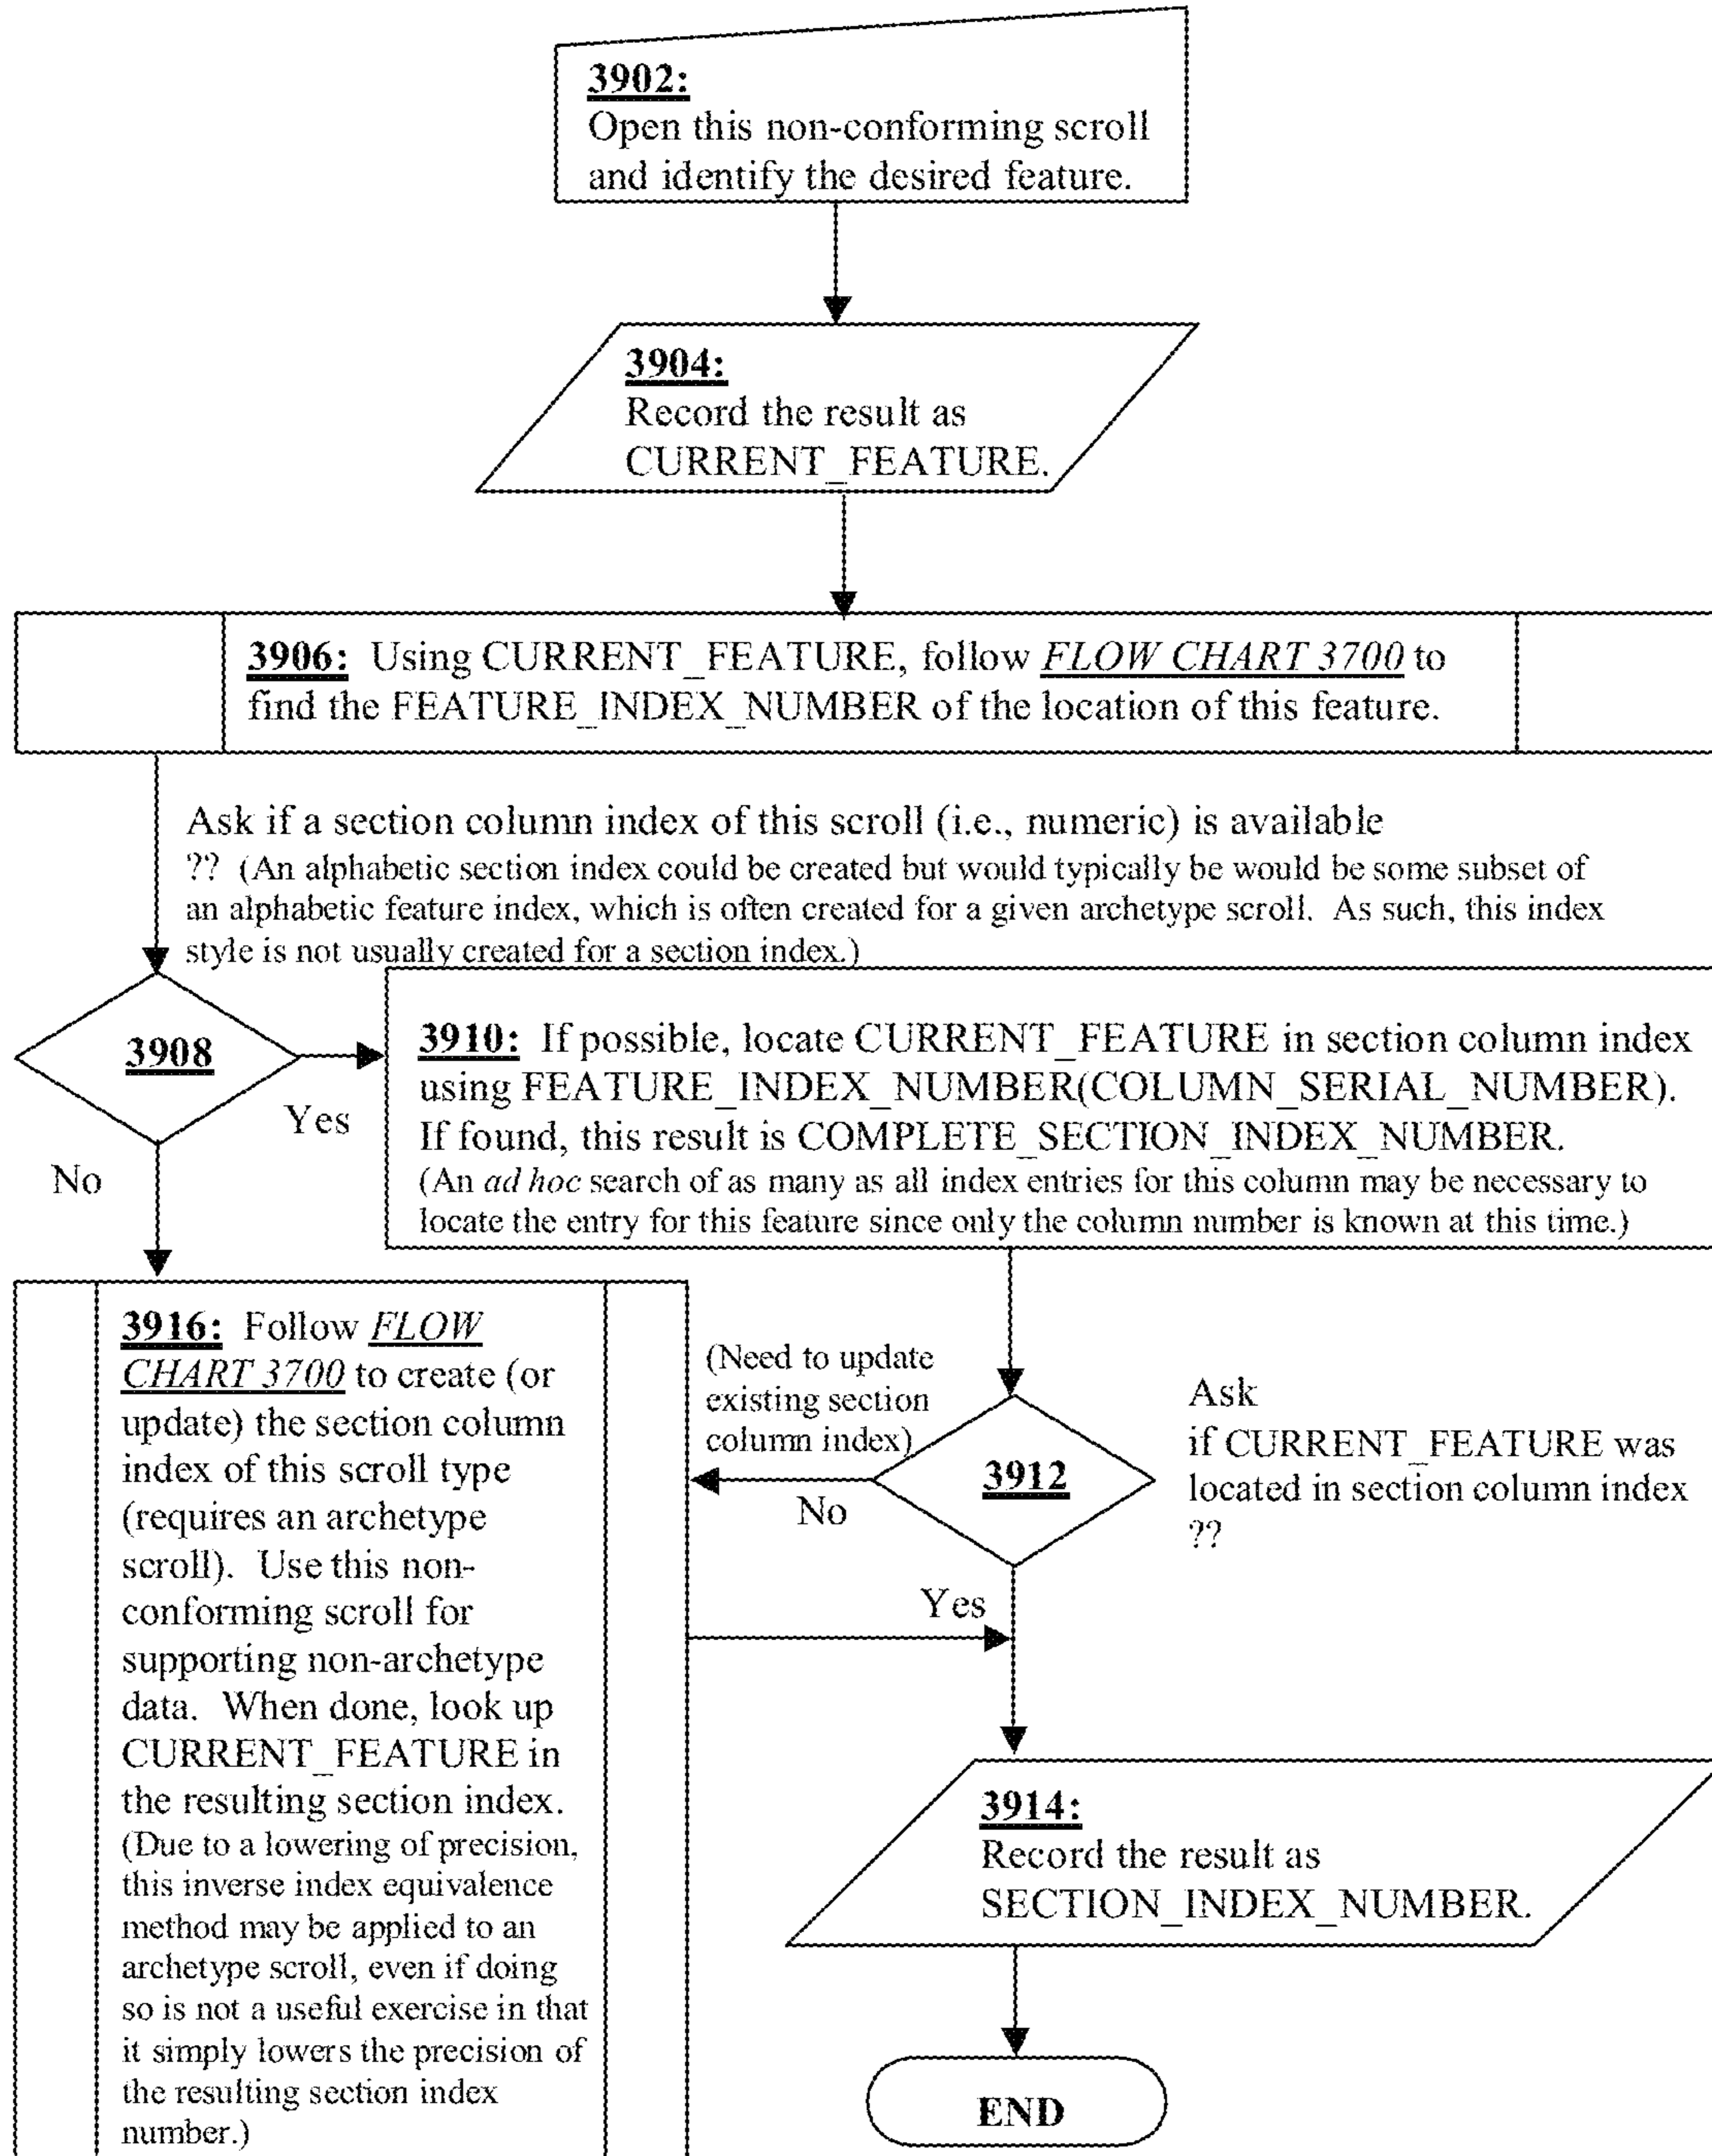 3902:
Open this non-conforming scroll
and identify the desired feature.
3904:
Record the result as
CURRENT_FEATURE.
3906: Using CURRENT_FEATURE, follow FLOW CHART 3700 to
find the FEATURE_INDEX_NUMBER of the location of this feature.
Ask if a section column index of this scroll (i.e., numeric) is available
?? (An alphabetic section index could be created but would typically be would be some subset of
an alphabetic feature index, which is often created for a given archetype scroll. As such, this index
style is not usually created for a section index.)
3908
Yes
No
3910: If possible, locate CURRENT_FEATURE in section column index
using FEATURE_INDEX_NUMBER(COLUMN_SERIAL_NUMBER).
If found, this result is COMPLETE_SECTION_INDEX_NUMBER.
(An ad hoc search of as many as all index entries for this column may be necessary to
locate the entry for this feature since only the column number is known at this time.)
3916: Follow FLOW
CHART 3700 to create (or
update) the section column
index of this scroll type
(requires an archetype
scroll). Use this non-
conforming scroll for
supporting non-archetype
data. When done, look up
CURRENT_FEATURE in
the resulting section index.
(Due to a lowering of precision,
this inverse index equivalence
method may be applied to an
archetype scroll, even if doing
so is not a useful exercise in that
it simply lowers the precision of
the resulting section index
number.)
(Need to update
existing section
column index)
No
3912
Ask
if CURRENT_FEATURE was
located in section column index
??
Yes
3914:
Record the result as
SECTION_INDEX_NUMBER.
END